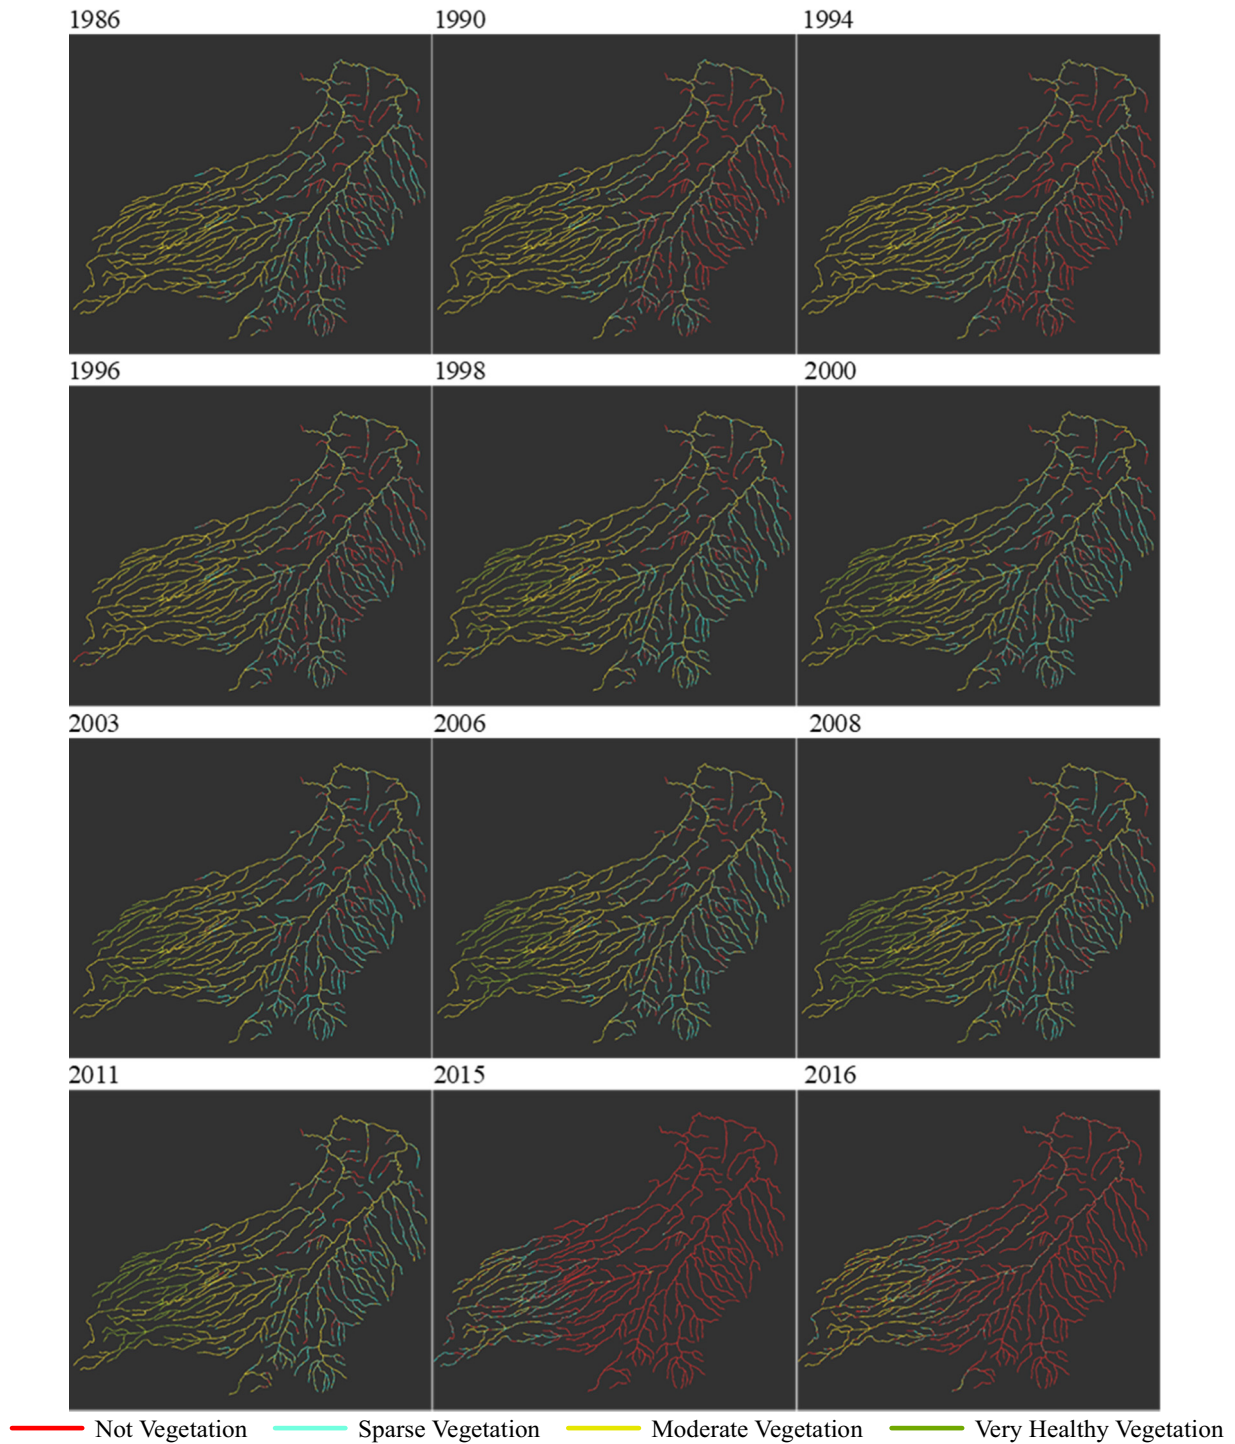 1986 1990 1994
1996 1998 2000
2003 2006 2008
2011 2015 2016
Not Vegetation Sparse Vegetation Moderate Vegetation Very Healthy Vegetation